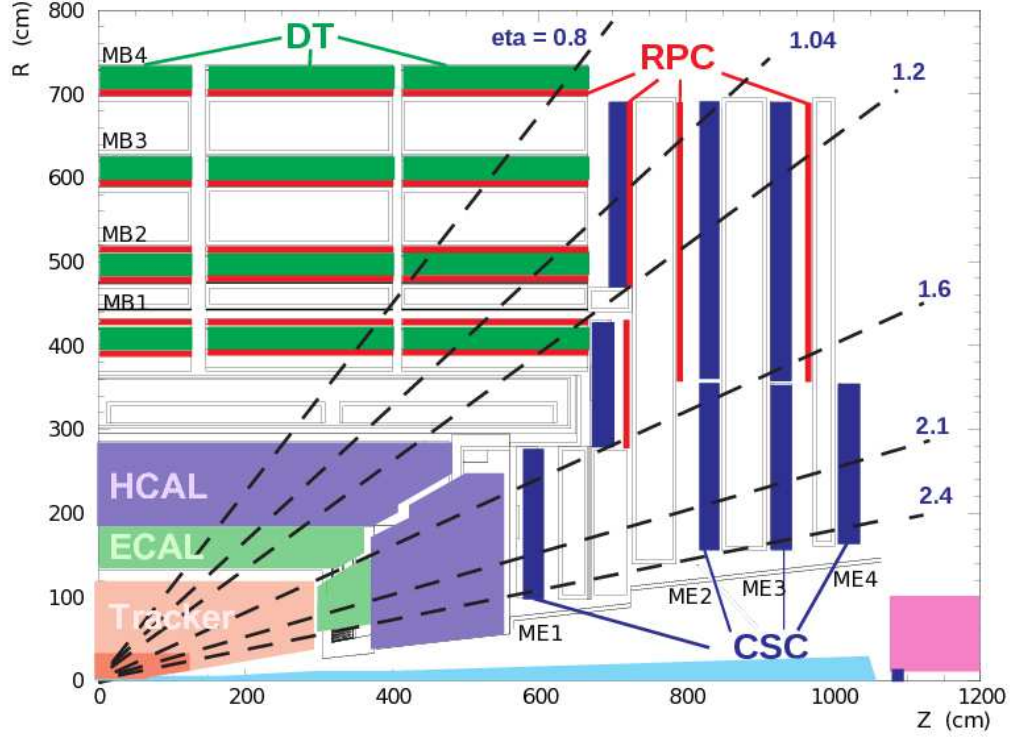 R (cm)
800
700
600
500
400
300
200
100
0
MB4
MB3
MB2
MB1
DT
eta = 0.8
RPC
1.04
1.2
1.6
2.1
2.4
HCAL
ECAL
Tracker
ME1
ME2
ME3
ME4
CSC
0
200
400
600
800
1000
1200
Z (cm)